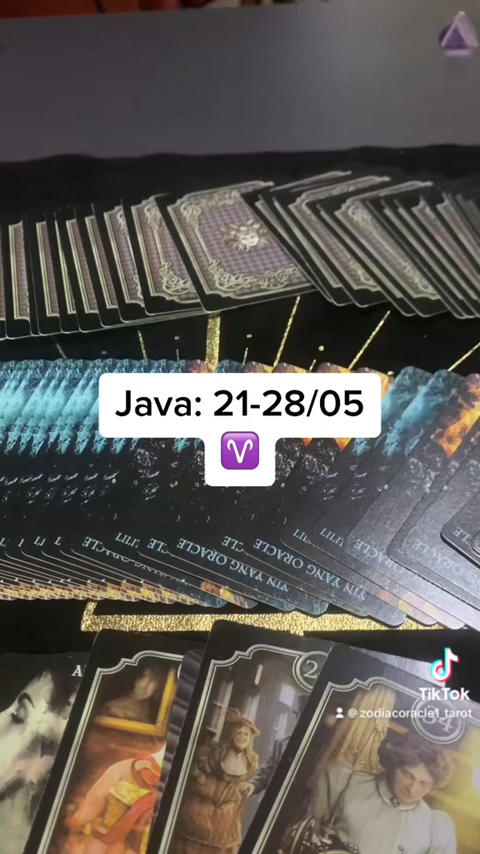 Java: 21-28/05
♈
YIN YANG ORACLE
YIN YANG ORACLE
TikTok
@zodiacoracle1_tarot